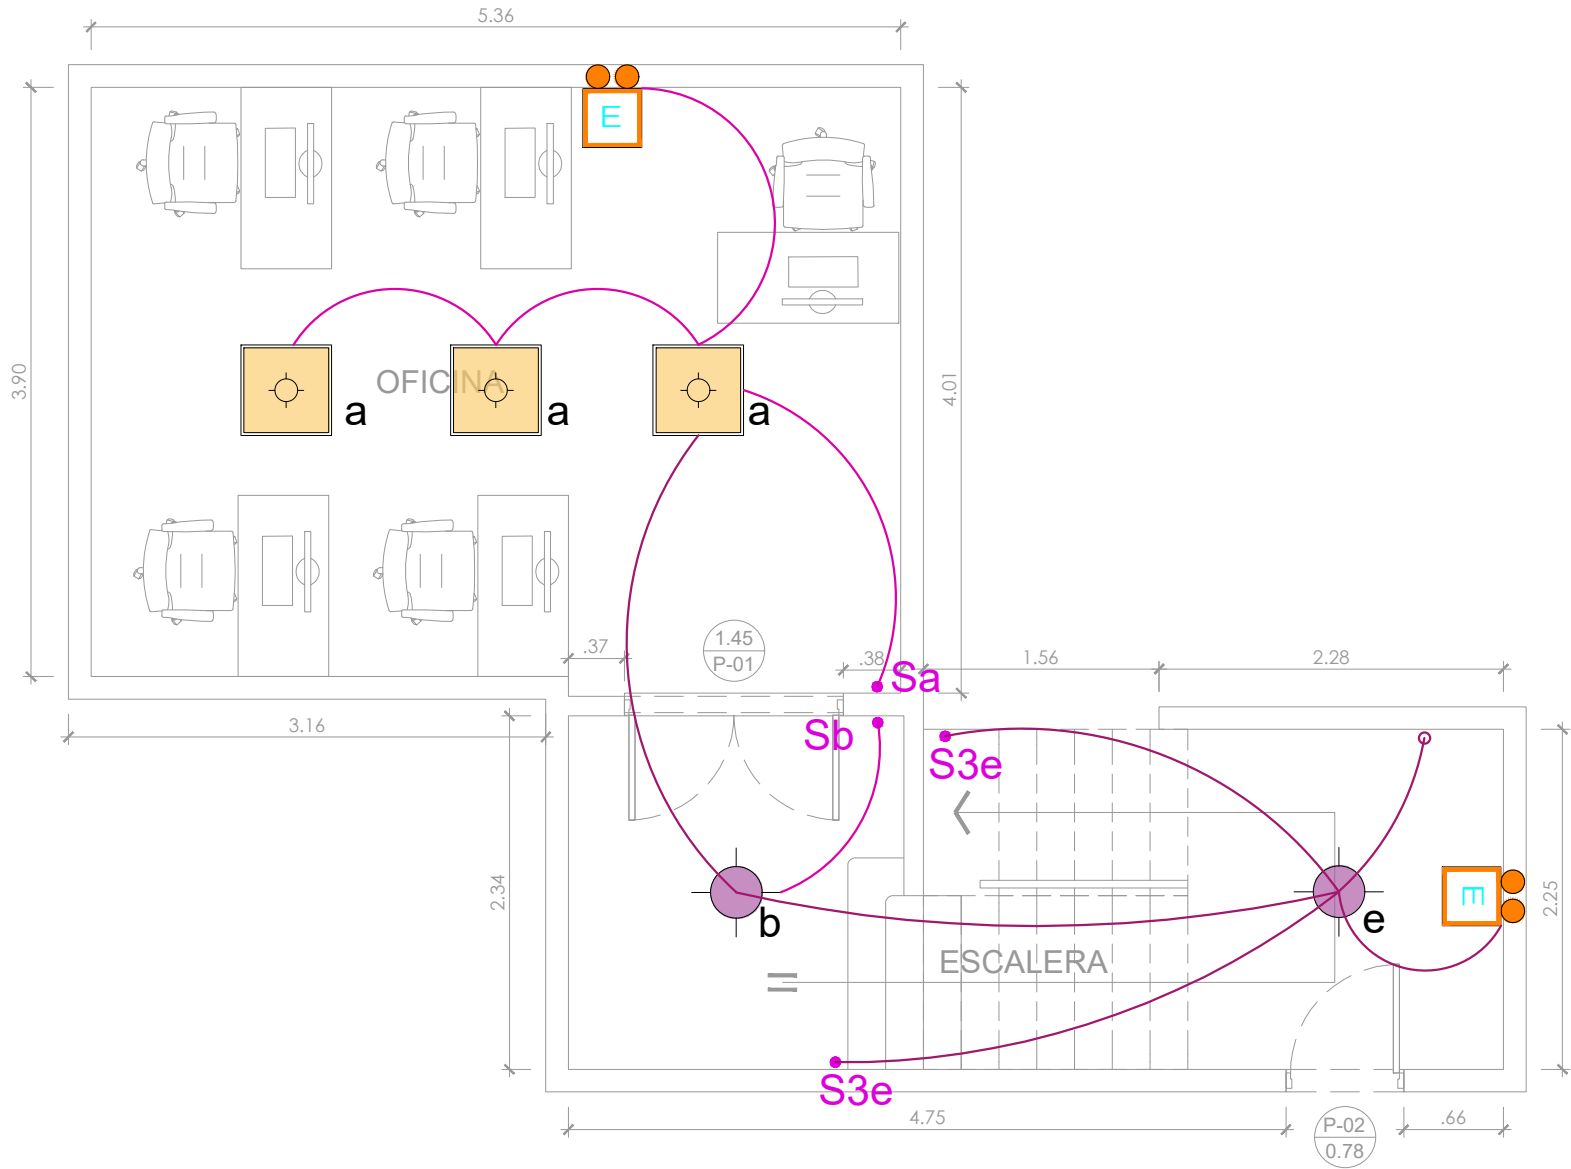 5.36
E
3.90
OFICINA
4.01
a
a
a
1.45
P-01
.37
.38
Sa
1.56
2.28
3.16
Sb
S3e
2.34
E
2.25
b
e
ESCALERA
S3e
4.75
P-02
0.78
.66